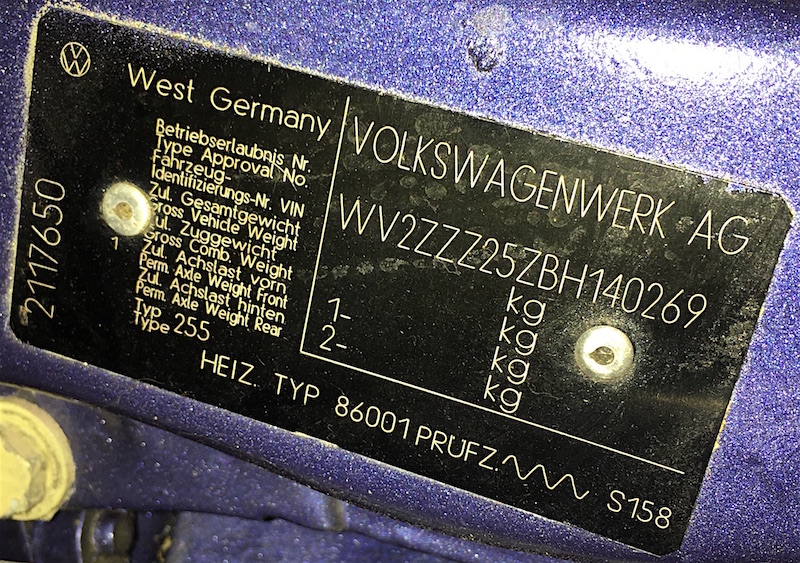 West Germany
Betriebserlaubnis Nr.
Type Approval No.
Fahrzeug-
Identifizierungs-Nr. VIN
Zul. Gesamtgewicht
Gross Vehicle Weight
Zul. Zuggewicht
Gross Comb. Weight
Zul. Achslast vorn
Perm. Axle Weight Front
Zul. Achslast hinten
Perm. Axle Weight Rear
Typ
Type 255
VOLKSWAGENWERK AG
WV2ZZZ25ZBH140269
kg
kg
1- kg
2- kg
HEIZ. TYP 86001 PRUFZ. S158
2117650
1